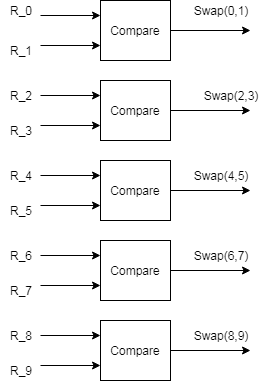 R_0
Swap(0,1)
Compare
R_1
R_2
Swap(2,3)
Compare
R_3
R_4
Swap(4,5)
Compare
R_5
R_6
Swap(6,7)
Compare
R_7
R_8
Swap(8,9)
Compare
R_9